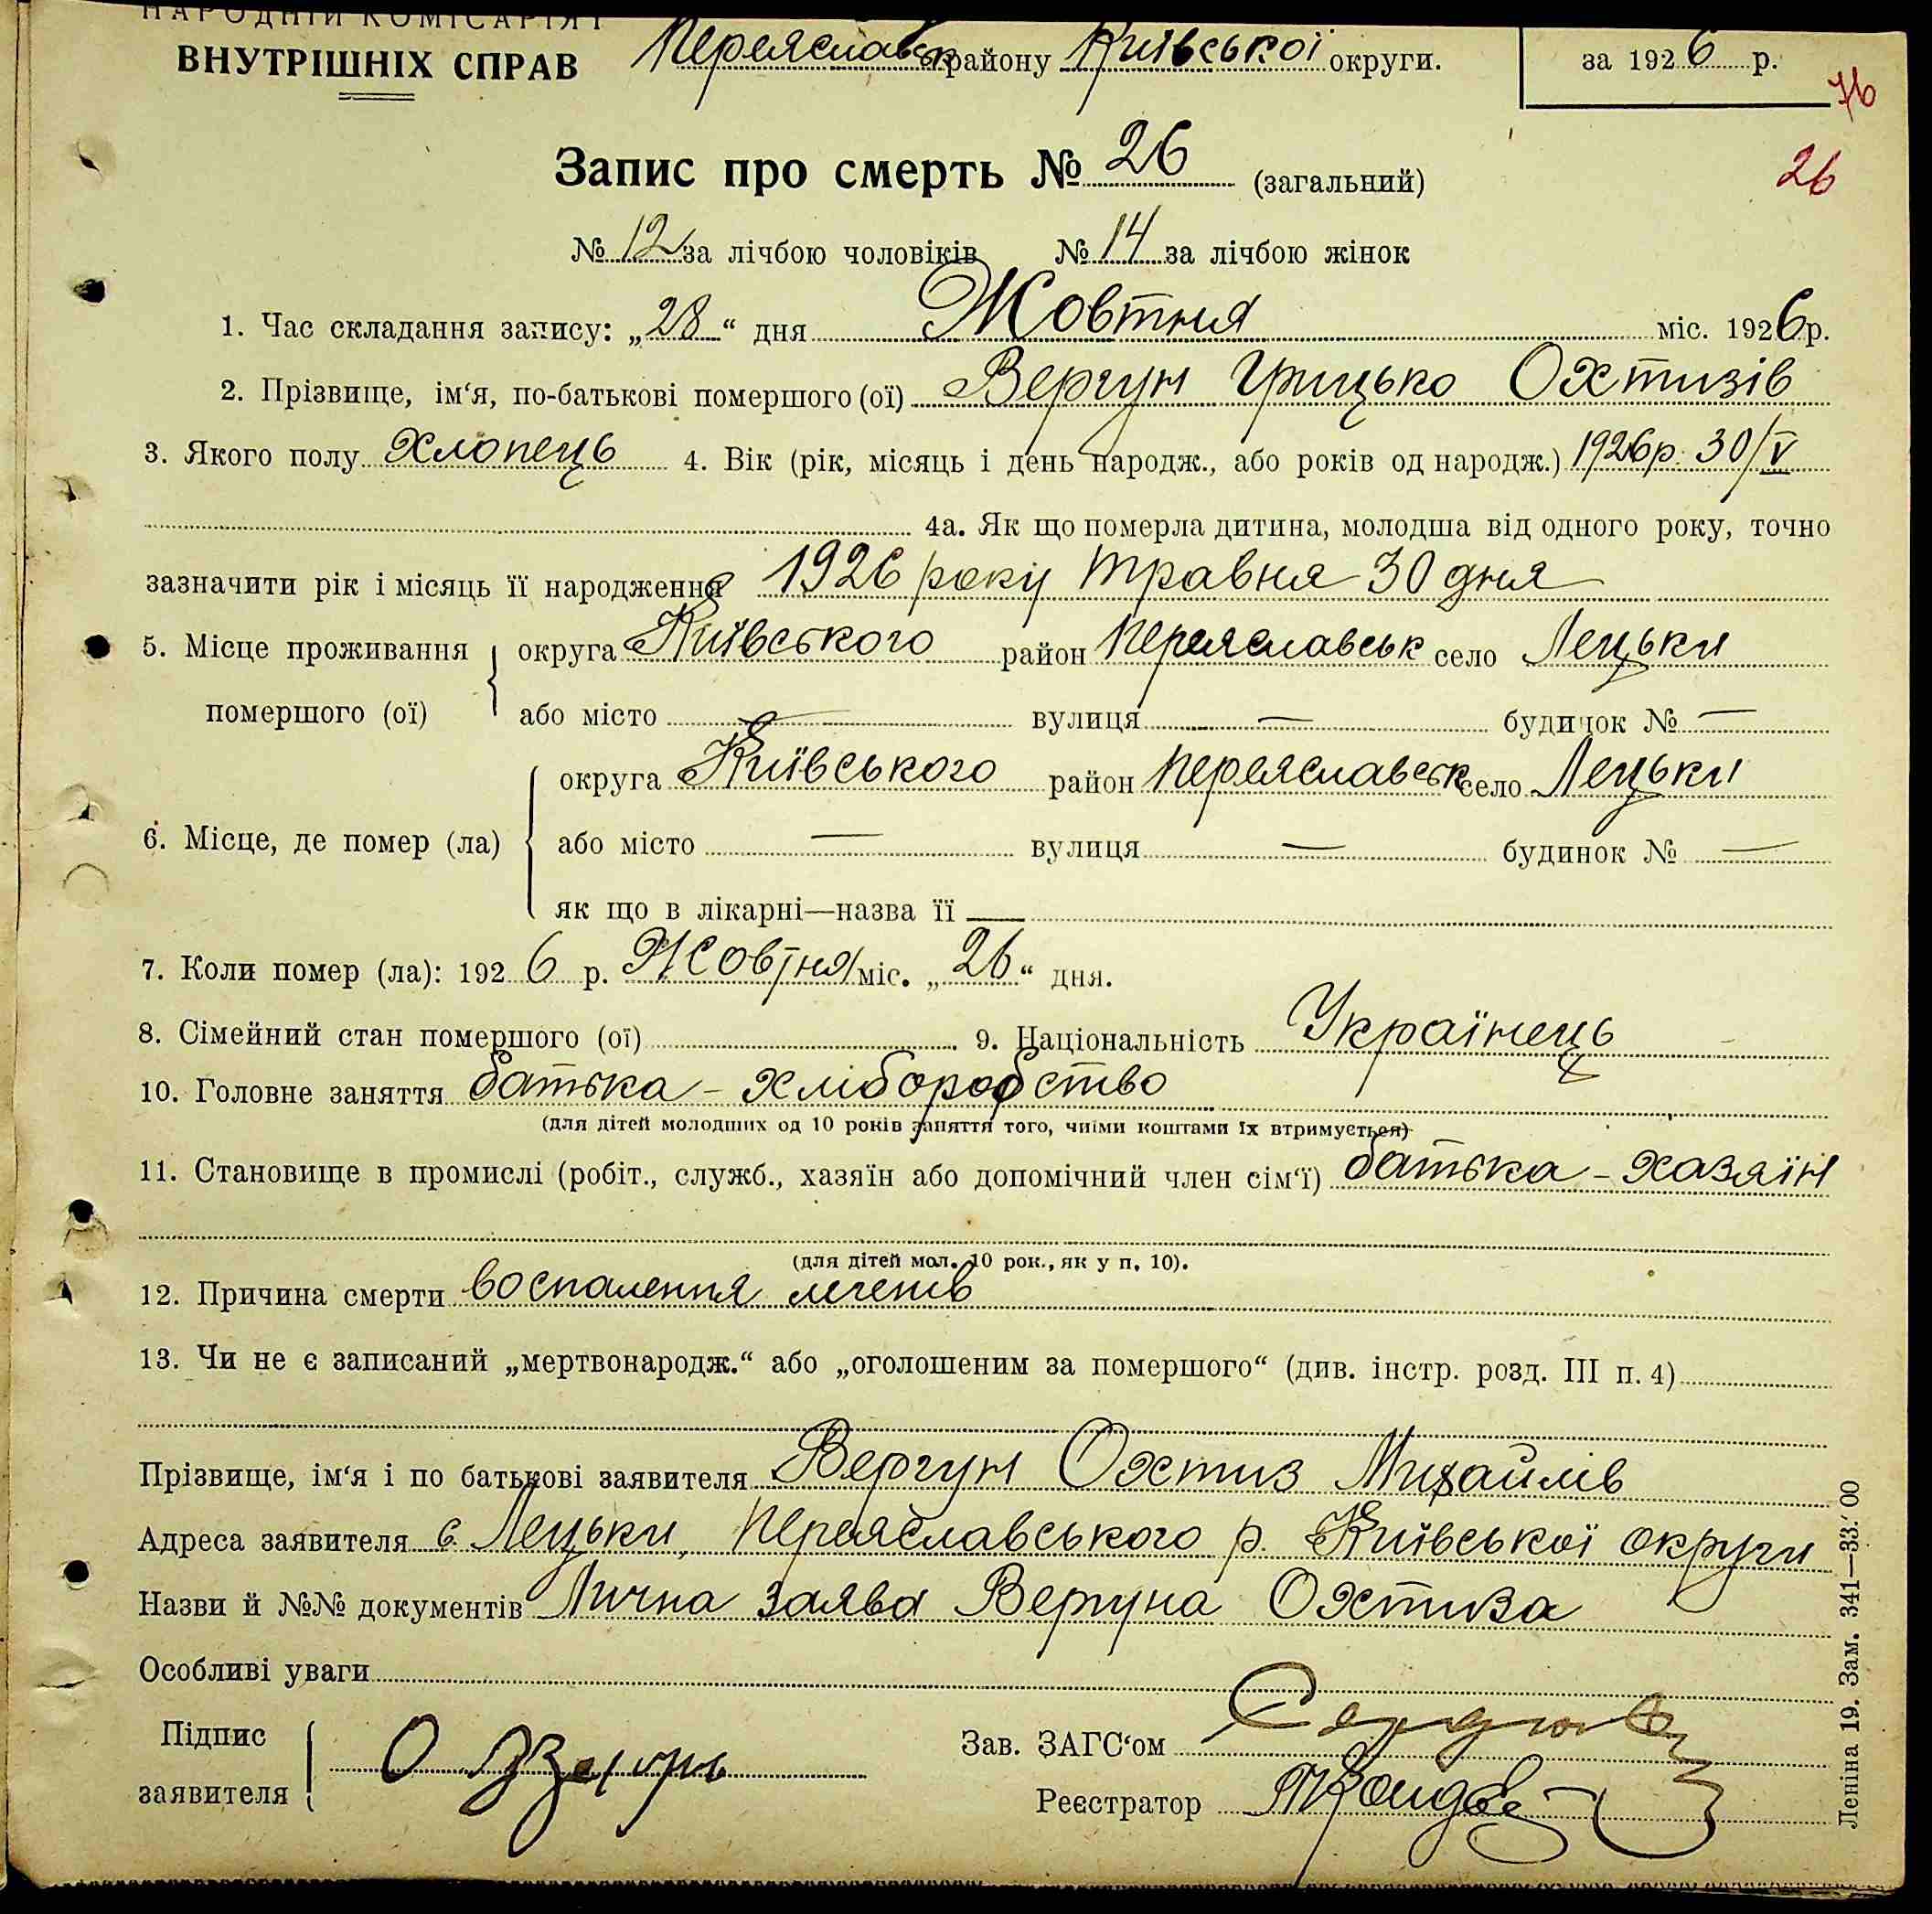 НАРОДНІЙ КОМІСАРІЯТ
ВНУТРІШНІХ СПРАВ Переяславськ району Київської округи. за 1926 р.
76
Запис про смерть № 26 (загальний) 26
№ 12 за лічбою чоловіків № 14 за лічбою жінок
1. Час складання запису: „28“ дня Жовтня міс. 1926 р.
2. Прізвище, ім‘я, по-батькові помершого (ої) Вергун Грицько Охтизів
3. Якого полу Хлопець 4. Вік (рік, місяць і день народж., або років од народж.) 1926р. 30/V
4а. Як що померла дитина, молодша від одного року, точно
зазначити рік і місяць її народження 1926 року травня 30 дня
5. Місце проживання округа Київського район Переяславськ село Лецьки
помершого (ої) або місто — вулиця — будинок № —
округа Київського район Переяславськ село Лецьки
6. Місце, де помер (ла) або місто — вулиця — будинок № —
як що в лікарні—назва її —
7. Коли помер (ла): 1926 р. Жовтня міс. „26“ дня.
8. Сімейний стан помершого (ої) 9. Національність Українець
10. Головне заняття батька - хліборобство
(для дітей молодших од 10 років заняття того, чиїми коштами їх втримується)
11. Становище в промислі (робіт., служб., хазяїн або допомічний член сім‘ї) батька - хазяїн
(для дітей мол. 10 рок., як у п. 10).
12. Причина смерти воспалення легенів
13. Чи не є записаний „мертвонародж.“ або „оголошеним за помершого“ (див. інстр. розд. III п. 4)
Прізвище, ім‘я і по батькові заявителя Вергун Охтиз Михайлів
Адреса заявителя с. Лецьки, Переяславського р. Київської округи
Назви й №№ документів Лична заява Вергуна Охтиза
Особливі уваги
Підпис
заявителя
Зав. ЗАГС‘ом
Реєстратор
Леніна 19. Зам. 341—33.‘00